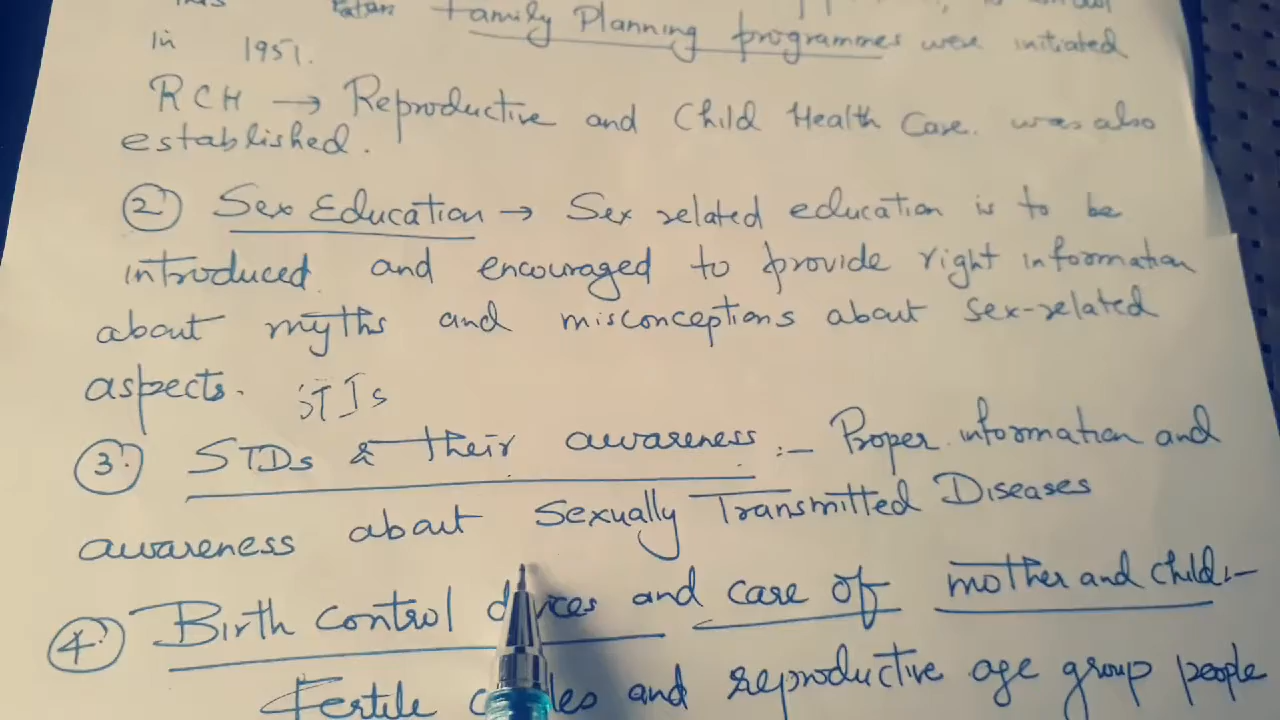 Family Planning programmes were initiated
in 1951.
RCH → Reproductive and Child Health Care. was also
established.
② Sex Education → Sex related education is to be
introduced and encouraged to provide right information
about myths and misconceptions about sex-related
aspects.
STIs
③ STDs & their awareness :- Proper information and
awareness about Sexually Transmitted Diseases
④ Birth control and care of mother and child:-
Fertile and reproductive age group people